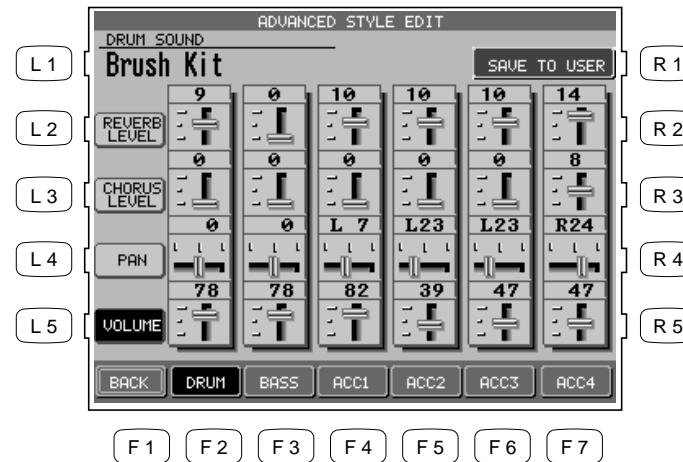 ADVANCED STYLE EDIT
DRUM SOUND
L 1 Brush Kit SAVE TO USER R 1
9 0 10 10 10 14
L 2 REVERB LEVEL R 2
0 0 0 0 0 8
L 3 CHORUS LEVEL R 3
0 0 L 7 L23 L23 R24
L 4 PAN L L L L L L L L L L L L L L L L L L R 4
78 78 82 39 47 47
L 5 VOLUME R 5
BACK DRUM BASS ACC1 ACC2 ACC3 ACC4
F 1 F 2 F 3 F 4 F 5 F 6 F 7